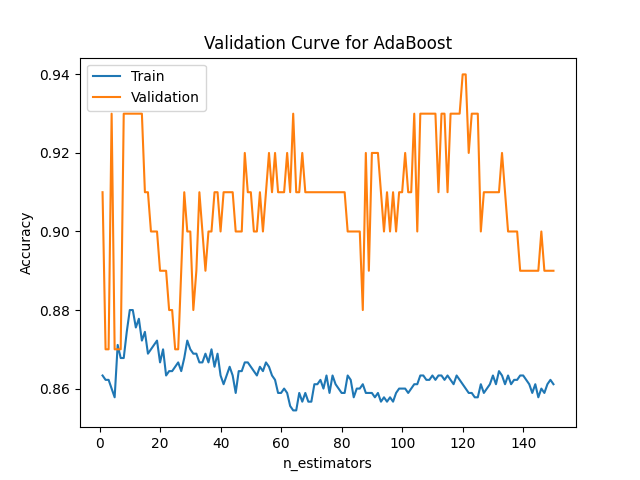 Validation Curve for AdaBoost
Train
Validation
0.94
0.92
0.90
0.88
0.86
Accuracy
0 20 40 60 80 100 120 140
n_estimators